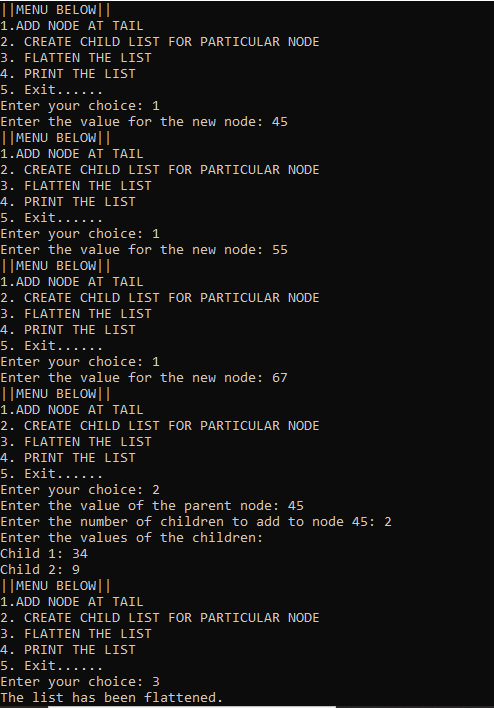 ||MENU BELOW||
1.ADD NODE AT TAIL
2. CREATE CHILD LIST FOR PARTICULAR NODE
3. FLATTEN THE LIST
4. PRINT THE LIST
5. Exit......
Enter your choice: 1
Enter the value for the new node: 45
||MENU BELOW||
1.ADD NODE AT TAIL
2. CREATE CHILD LIST FOR PARTICULAR NODE
3. FLATTEN THE LIST
4. PRINT THE LIST
5. Exit......
Enter your choice: 1
Enter the value for the new node: 55
||MENU BELOW||
1.ADD NODE AT TAIL
2. CREATE CHILD LIST FOR PARTICULAR NODE
3. FLATTEN THE LIST
4. PRINT THE LIST
5. Exit......
Enter your choice: 1
Enter the value for the new node: 67
||MENU BELOW||
1.ADD NODE AT TAIL
2. CREATE CHILD LIST FOR PARTICULAR NODE
3. FLATTEN THE LIST
4. PRINT THE LIST
5. Exit......
Enter your choice: 2
Enter the value of the parent node: 45
Enter the number of children to add to node 45: 2
Enter the values of the children:
Child 1: 34
Child 2: 9
||MENU BELOW||
1.ADD NODE AT TAIL
2. CREATE CHILD LIST FOR PARTICULAR NODE
3. FLATTEN THE LIST
4. PRINT THE LIST
5. Exit......
Enter your choice: 3
The list has been flattened.